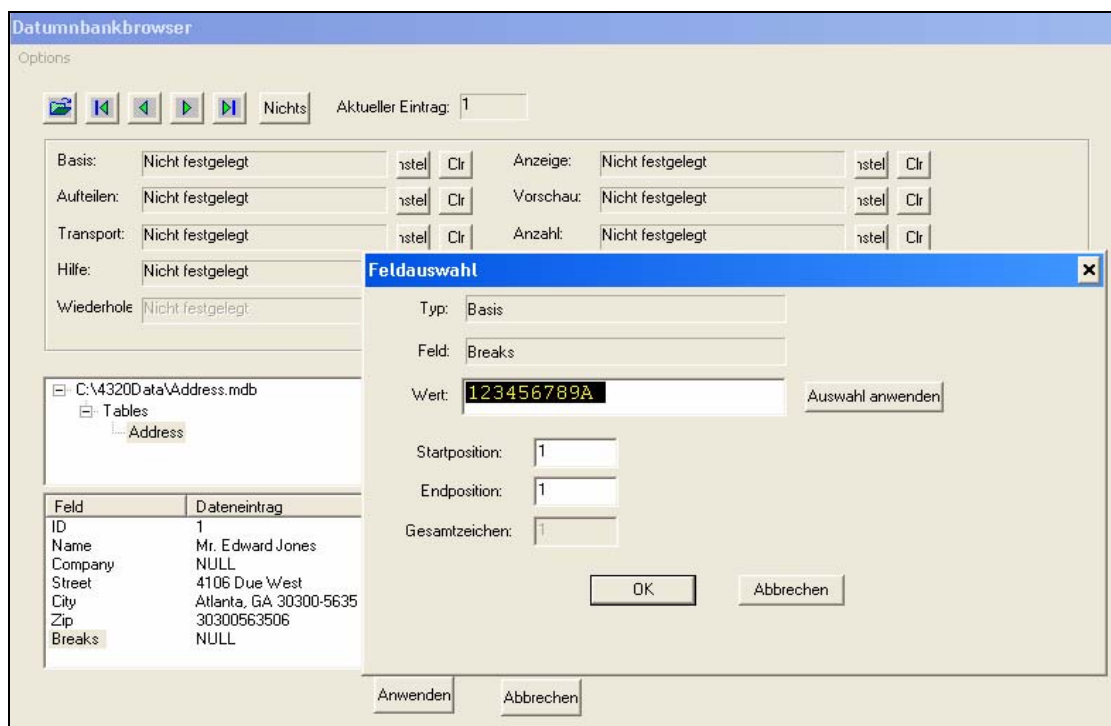 Datumnbankbrowser
Options
Nichts Aktueller Eintrag: 1
Basis: Nicht festgelegt nstel Clr Anzeige: Nicht festgelegt nstel Clr
Aufteilen: Nicht festgelegt nstel Clr Vorschau: Nicht festgelegt nstel Clr
Transport: Nicht festgelegt nstel Clr Anzahl: Nicht festgelegt nstel Clr
Hilfe: Nicht festgelegt
Wiederhole Nicht festgelegt
Feldauswahl
Typ: Basis
Feld: Breaks
Wert: 123456789A Auswahl anwenden
Startposition: 1
Endposition: 1
Gesamtzeichen: 1
OK Abbrechen
C:\4320Data\Address.mdb
Tables
Address
Feld Dateneintrag
ID 1
Name Mr. Edward Jones
Company NULL
Street 4106 Due West
City Atlanta, GA 30300-5635
Zip 30300563506
Breaks NULL
Anwenden Abbrechen